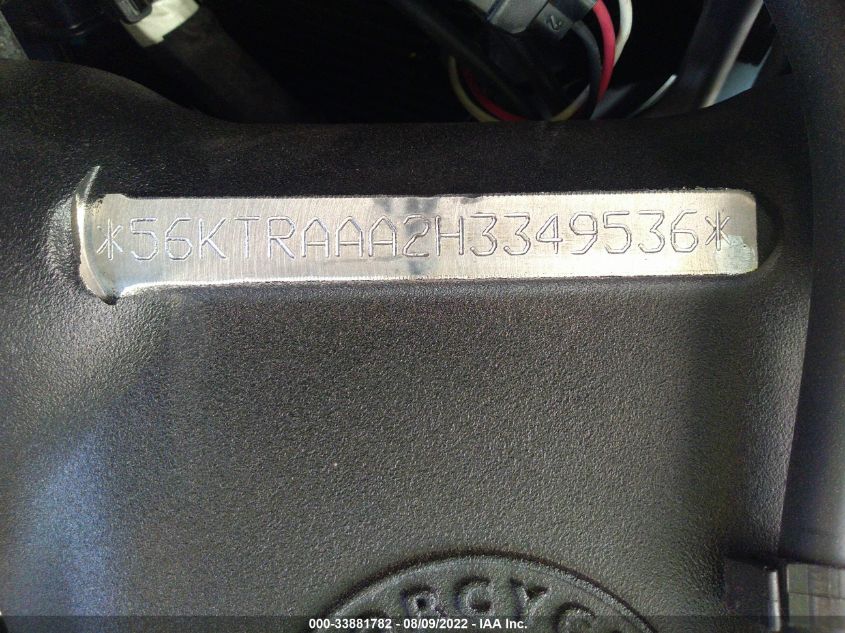 *56KTRAAA2H3349536*
000-33881782 - 08/09/2022 - IAA Inc.